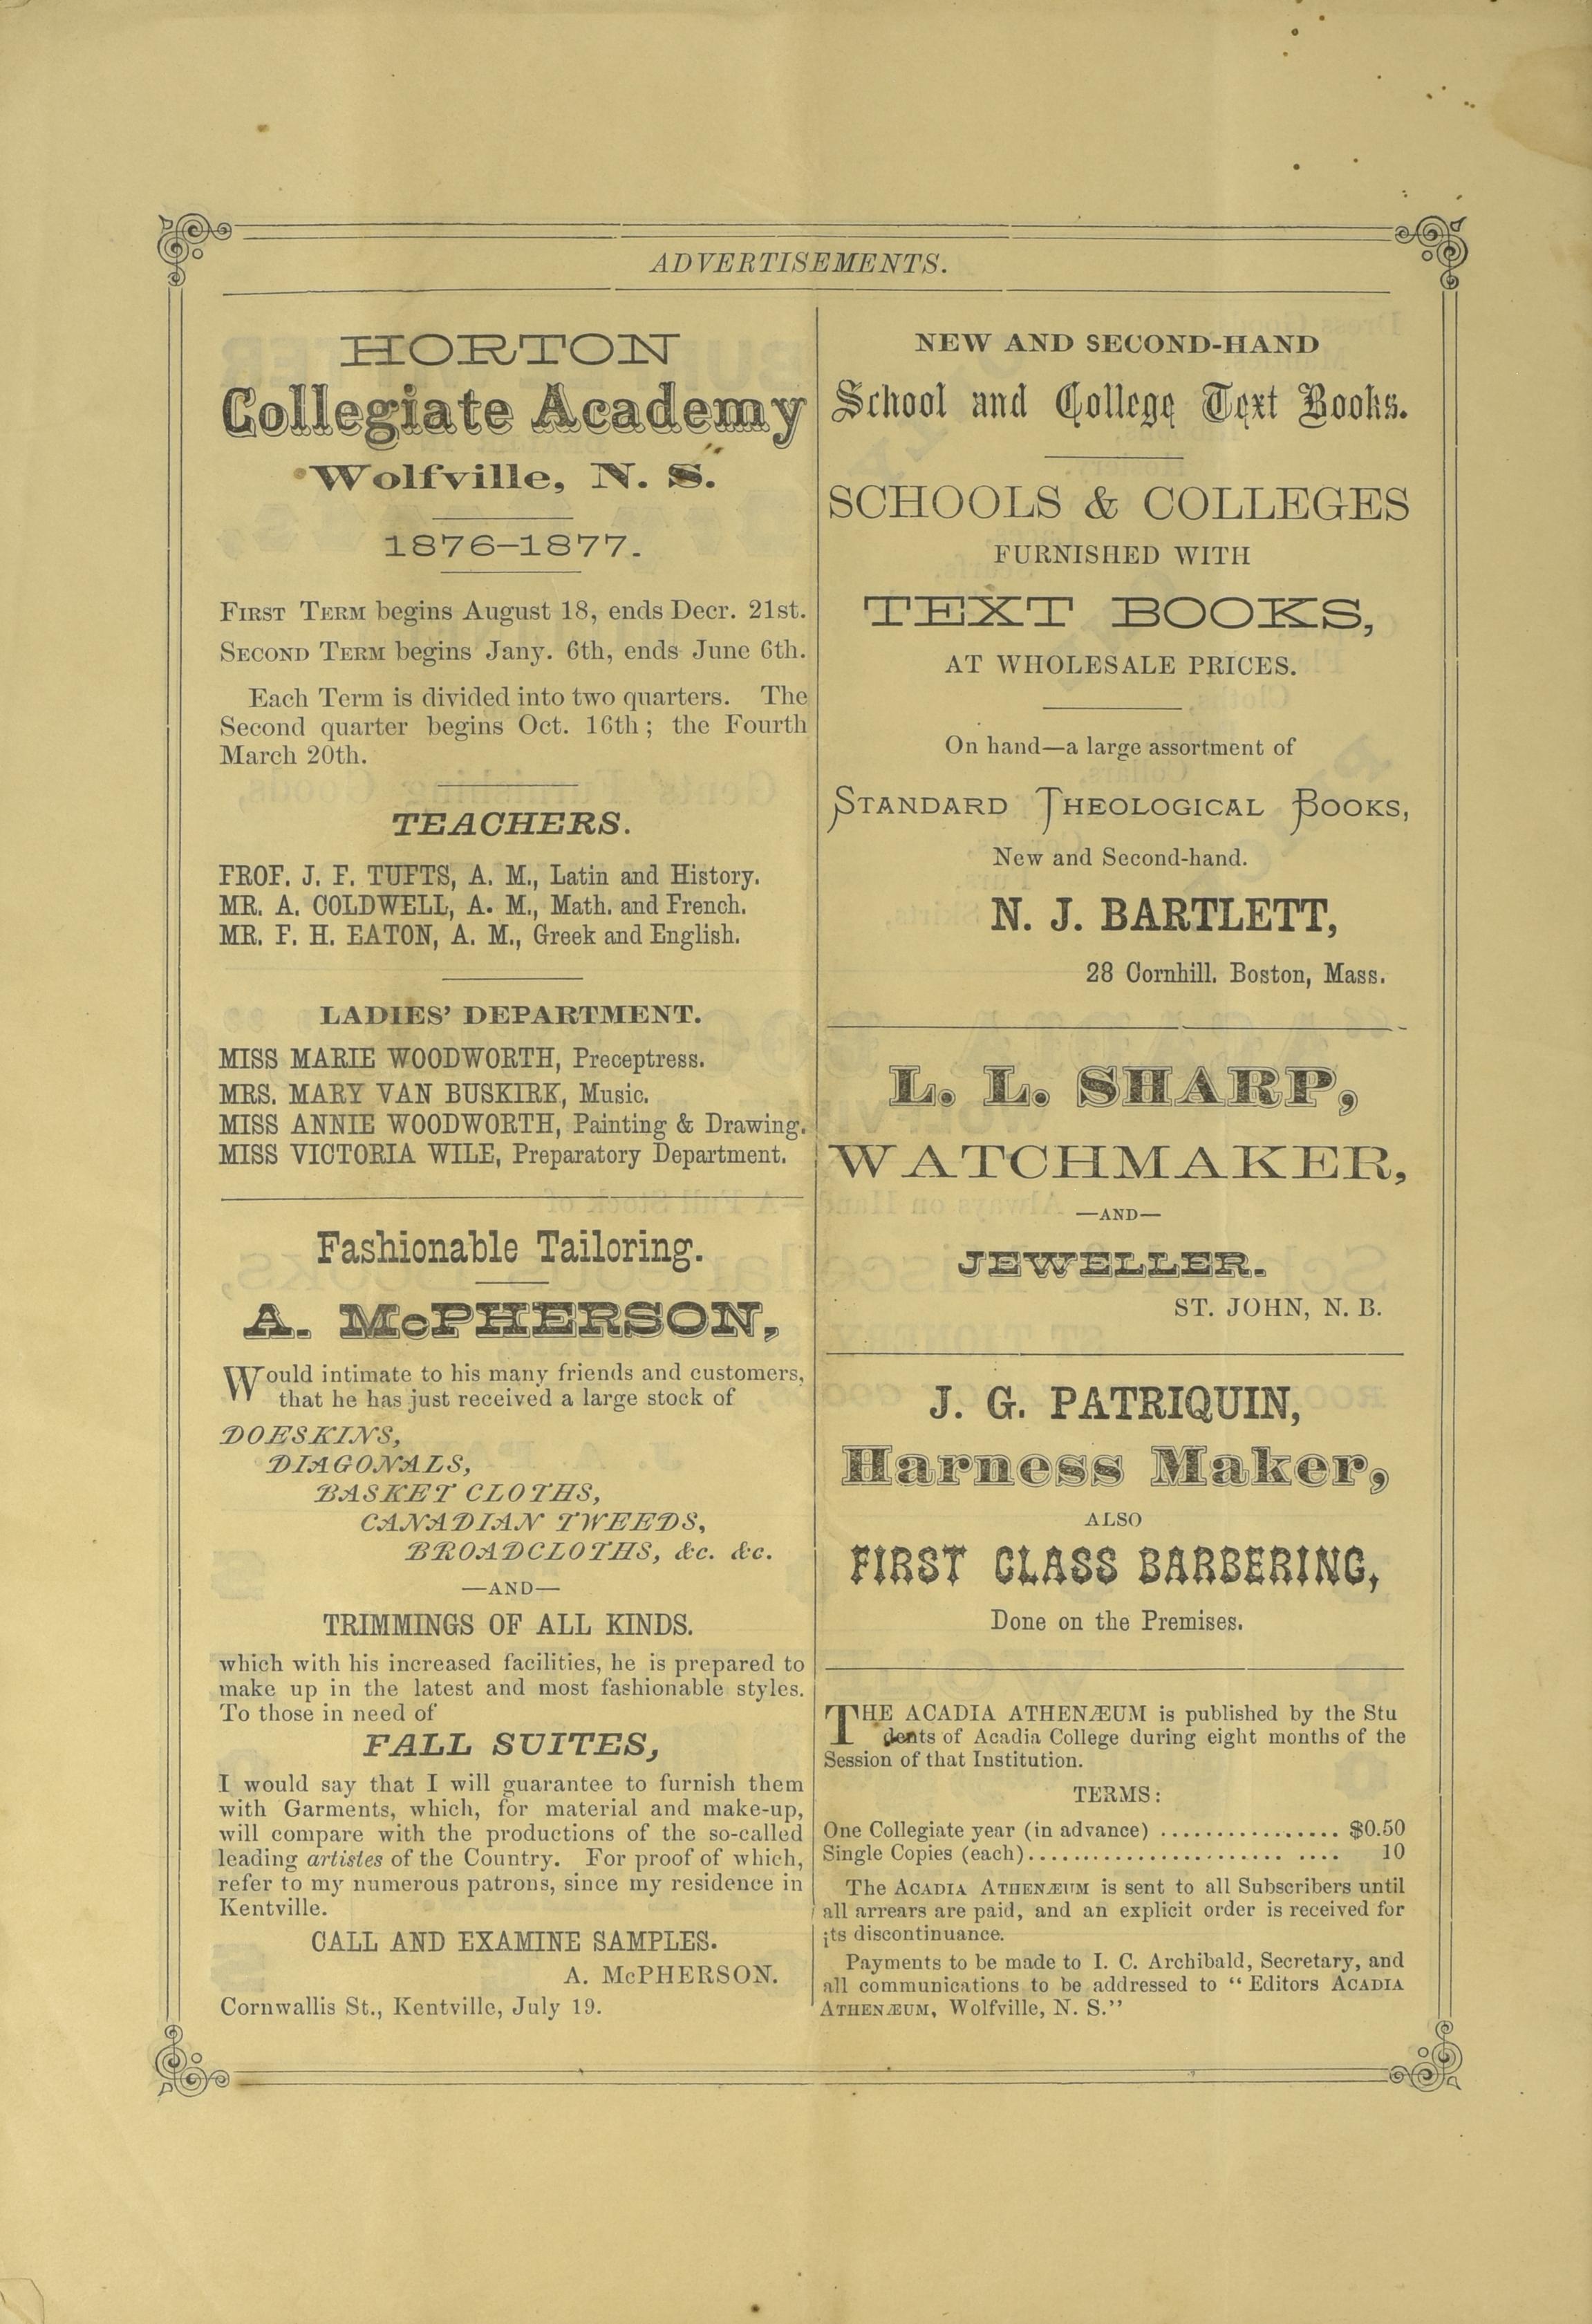 ADVERTISEMENTS.
HORTON
Collegiate Academy
Wolfville, N. S.
1876-1877.
FIRST TERM begins August 18, ends Decr. 21st.
SECOND TERM begins Jany. 6th, ends June 6th.
Each Term is divided into two quarters. The
Second quarter begins Oct. 16th; the Fourth
March 20th.
TEACHERS.
PROF. J. F. TUFTS, A. M., Latin and History.
MR. A. COLDWELL, A. M., Math. and French.
MR. F. H. EATON, A. M., Greek and English.
LADIES' DEPARTMENT.
MISS MARIE WOODWORTH, Preceptress.
MRS. MARY VAN BUSKIRK, Music.
MISS ANNIE WOODWORTH, Painting & Drawing.
MISS VICTORIA WILE, Preparatory Department.
Fashionable Tailoring.
A. McPHERSON,
Would intimate to his many friends and customers,
that he has just received a large stock of
DOESKINS,
DIAGONALS,
BASKET CLOTHS,
CANADIAN TWEEDS,
BROADCLOTHS, &c. &c.
—AND—
TRIMMINGS OF ALL KINDS.
which with his increased facilities, he is prepared to
make up in the latest and most fashionable styles.
To those in need of
FALL SUITES,
I would say that I will guarantee to furnish them
with Garments, which, for material and make-up,
will compare with the productions of the so-called
leading artistes of the Country. For proof of which,
refer to my numerous patrons, since my residence in
Kentville.
CALL AND EXAMINE SAMPLES.
A. McPHERSON.
Cornwallis St., Kentville, July 19.
NEW AND SECOND-HAND
School and College Text Books.
SCHOOLS & COLLEGES
FURNISHED WITH
TEXT BOOKS,
AT WHOLESALE PRICES.
On hand—a large assortment of
STANDARD THEOLOGICAL BOOKS,
New and Second-hand.
N. J. BARTLETT,
28 Cornhill. Boston, Mass.
L. L. SHARP,
WATCHMAKER,
—AND—
JEWELLER.
ST. JOHN, N. B.
J. G. PATRIQUIN,
Harness Maker,
ALSO
FIRST CLASS BARBERING,
Done on the Premises.
THE ACADIA ATHENÆUM is published by the Stu
dents of Acadia College during eight months of the
Session of that Institution.
TERMS:
One Collegiate year (in advance) ................ $0.50
Single Copies (each)....................... .... 10
The ACADIA ATHENÆUM is sent to all Subscribers until
all arrears are paid, and an explicit order is received for
its discontinuance.
Payments to be made to I. C. Archibald, Secretary, and
all communications to be addressed to "Editors ACADIA
ATHENÆUM, Wolfville, N. S."